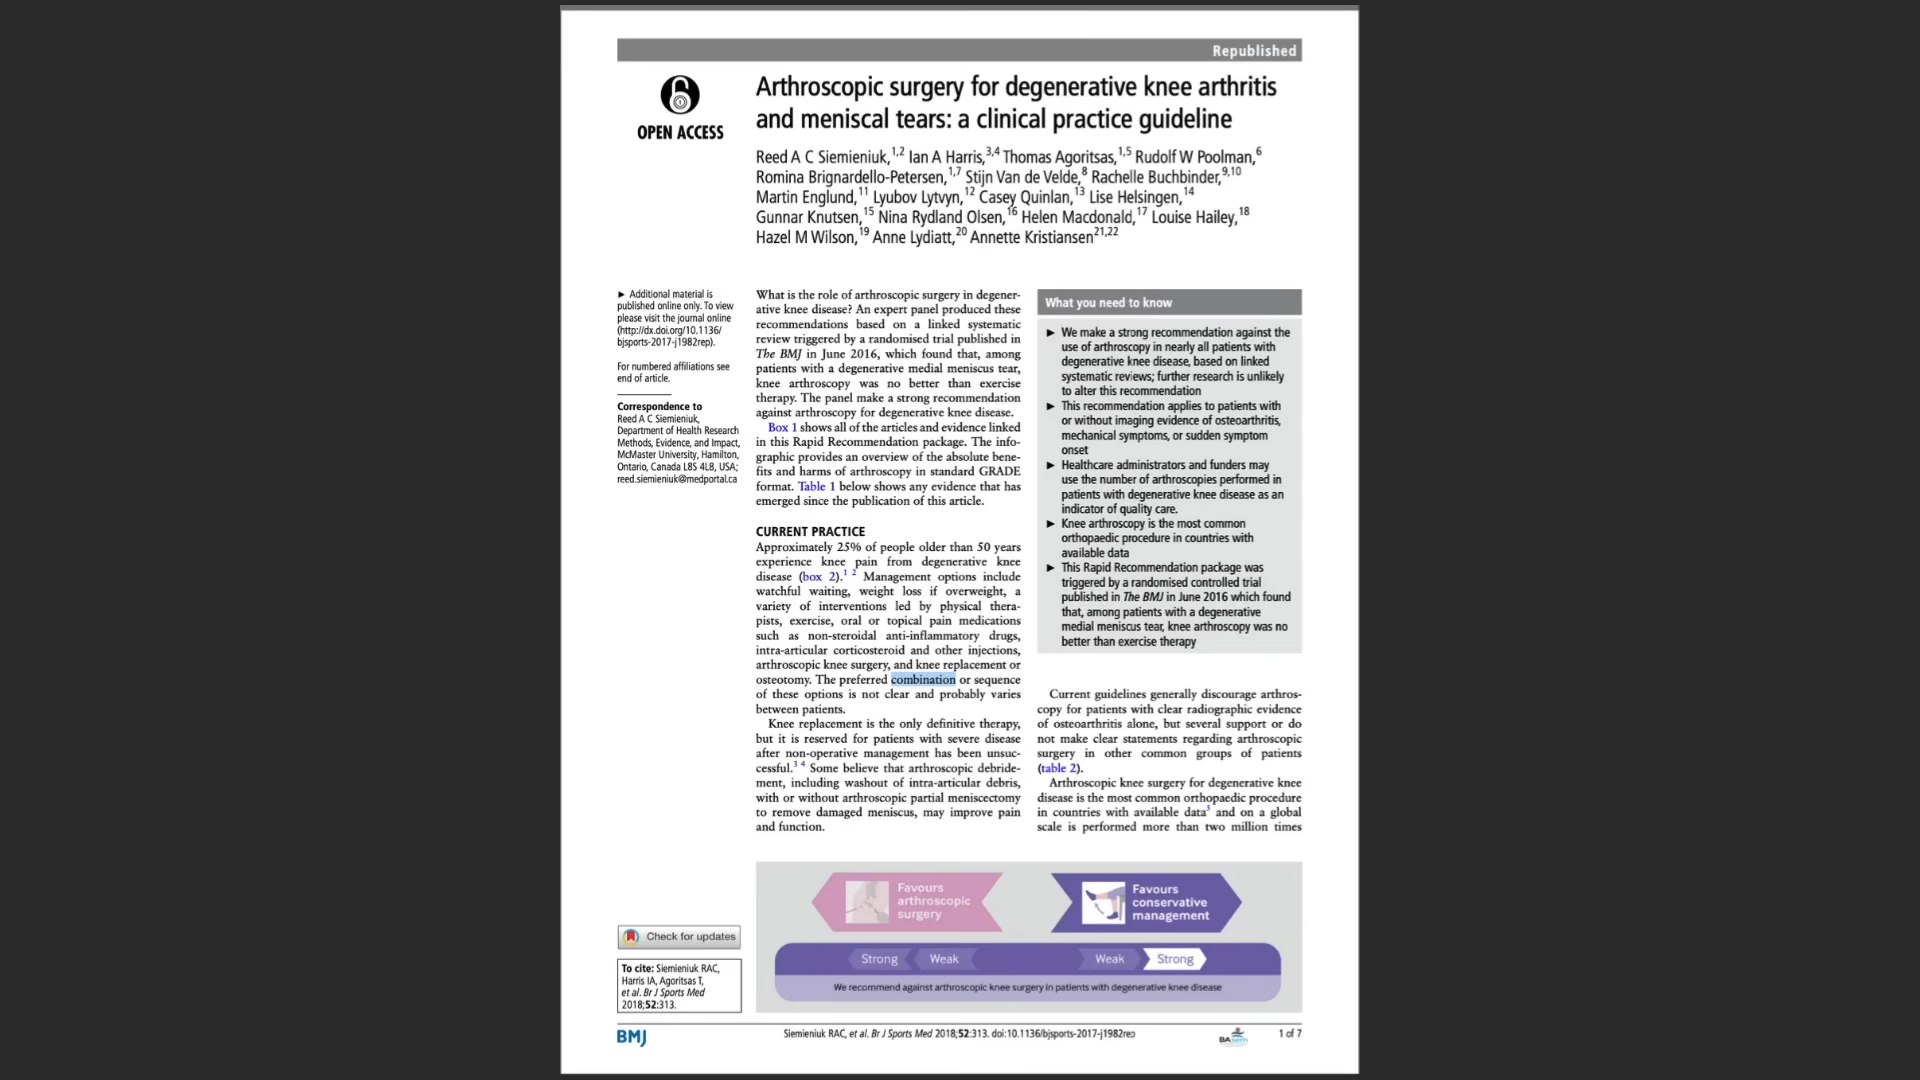 Republished
OPEN ACCESS
Arthroscopic surgery for degenerative knee arthritis
and meniscal tears: a clinical practice guideline
Reed A C Siemieniuk,1,2 Ian A Harris,3,4 Thomas Agoritsas,1,5 Rudolf W Poolman,6
Romina Brignardello-Petersen,1,7 Stijn Van de Velde,8 Rachelle Buchbinder,9,10
Martin Englund,11 Lyubov Lytvyn,12 Casey Quinlan,13 Lise Helsingen,14
Gunnar Knutsen,15 Nina Rydland Olsen,16 Helen Macdonald,17 Louise Hailey,18
Hazel M Wilson,19 Anne Lydiatt,20 Annette Kristiansen21,22
► Additional material is
published online only. To view
please visit the journal online
(http://dx.doi.org/10.1136/
bjsports-2017-j1982rep).
For numbered affiliations see
end of article.
Correspondence to
Reed A C Siemieniuk,
Department of Health Research
Methods, Evidence, and Impact,
McMaster University, Hamilton,
Ontario, Canada L8S 4L8, USA;
reed.siemieniuk@medportal.ca
Check for updates
To cite: Siemieniuk RAC,
Harris IA, Agoritsas T,
et al. Br J Sports Med
2018;52:313.
What is the role of arthroscopic surgery in degener-
ative knee disease? An expert panel produced these
recommendations based on a linked systematic
review triggered by a randomised trial published in
The BMJ in June 2016, which found that, among
patients with a degenerative medial meniscus tear,
knee arthroscopy was no better than exercise
therapy. The panel make a strong recommendation
against arthroscopy for degenerative knee disease.
Box 1 shows all of the articles and evidence linked
in this Rapid Recommendation package. The info-
graphic provides an overview of the absolute bene-
fits and harms of arthroscopy in standard GRADE
format. Table 1 below shows any evidence that has
emerged since the publication of this article.
CURRENT PRACTICE
Approximately 25% of people older than 50 years
experience knee pain from degenerative knee
disease (box 2).1 2 Management options include
watchful waiting, weight loss if overweight, a
variety of interventions led by physical thera-
pists, exercise, oral or topical pain medications
such as non-steroidal anti-inflammatory drugs,
intra-articular corticosteroid and other injections,
arthroscopic knee surgery, and knee replacement or
osteotomy. The preferred combination or sequence
of these options is not clear and probably varies
between patients.
Knee replacement is the only definitive therapy,
but it is reserved for patients with severe disease
after non-operative management has been unsuc-
cessful.3 4 Some believe that arthroscopic debride-
ment, including washout of intra-articular debris,
with or without arthroscopic partial meniscectomy
to remove damaged meniscus, may improve pain
and function.
What you need to know
► We make a strong recommendation against the
use of arthroscopy in nearly all patients with
degenerative knee disease, based on linked
systematic reviews; further research is unlikely
to alter this recommendation
► This recommendation applies to patients with
or without imaging evidence of osteoarthritis,
mechanical symptoms, or sudden symptom
onset
► Healthcare administrators and funders may
use the number of arthroscopies performed in
patients with degenerative knee disease as an
indicator of quality care.
► Knee arthroscopy is the most common
orthopaedic procedure in countries with
available data
► This Rapid Recommendation package was
triggered by a randomised controlled trial
published in The BMJ in June 2016 which found
that, among patients with a degenerative
medial meniscus tear, knee arthroscopy was no
better than exercise therapy
Current guidelines generally discourage arthros-
copy for patients with clear radiographic evidence
of osteoarthritis alone, but several support or do
not make clear statements regarding arthroscopic
surgery in other common groups of patients
(table 2).
Arthroscopic knee surgery for degenerative knee
disease is the most common orthopaedic procedure
in countries with available data5 and on a global
scale is performed more than two million times
Favours
arthroscopic
surgery
Favours
conservative
management
Strong Weak Weak Strong
We recommend against arthroscopic knee surgery in patients with degenerative knee disease
BMJ
Siemieniuk RAC, et al. Br J Sports Med 2018;52:313. doi:10.1136/bjsports-2017-j1982rep
BASEM
1 of 7